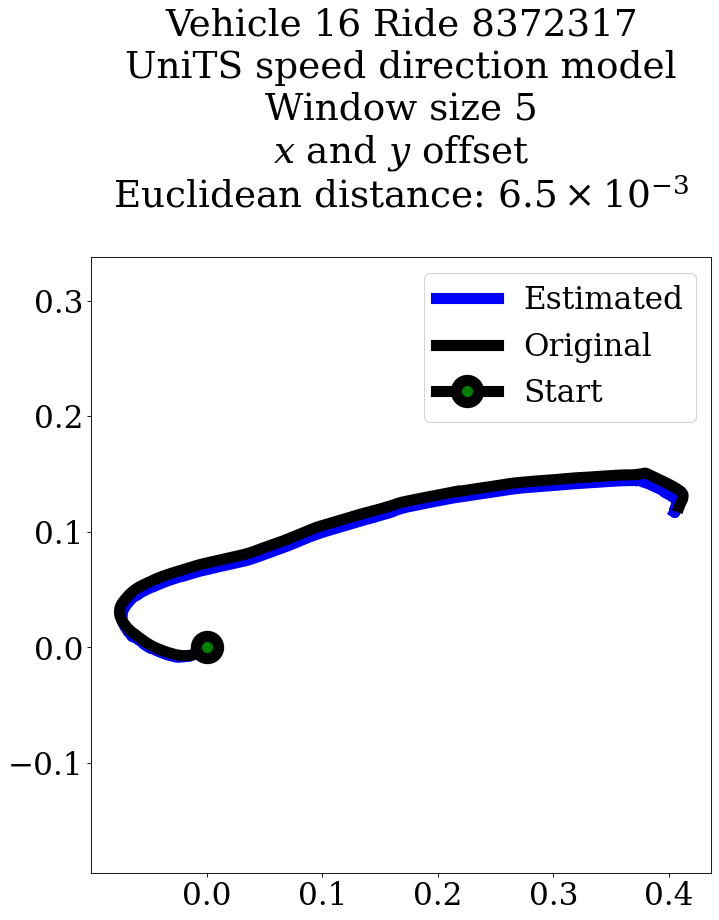 Vehicle 16 Ride 8372317
UniTS speed direction model
Window size 5
x and y offset
Euclidean distance: 6.5 × 10⁻³
Estimated
Original
Start
0.3
0.2
0.1
0.0
−0.1
0.0 0.1 0.2 0.3 0.4